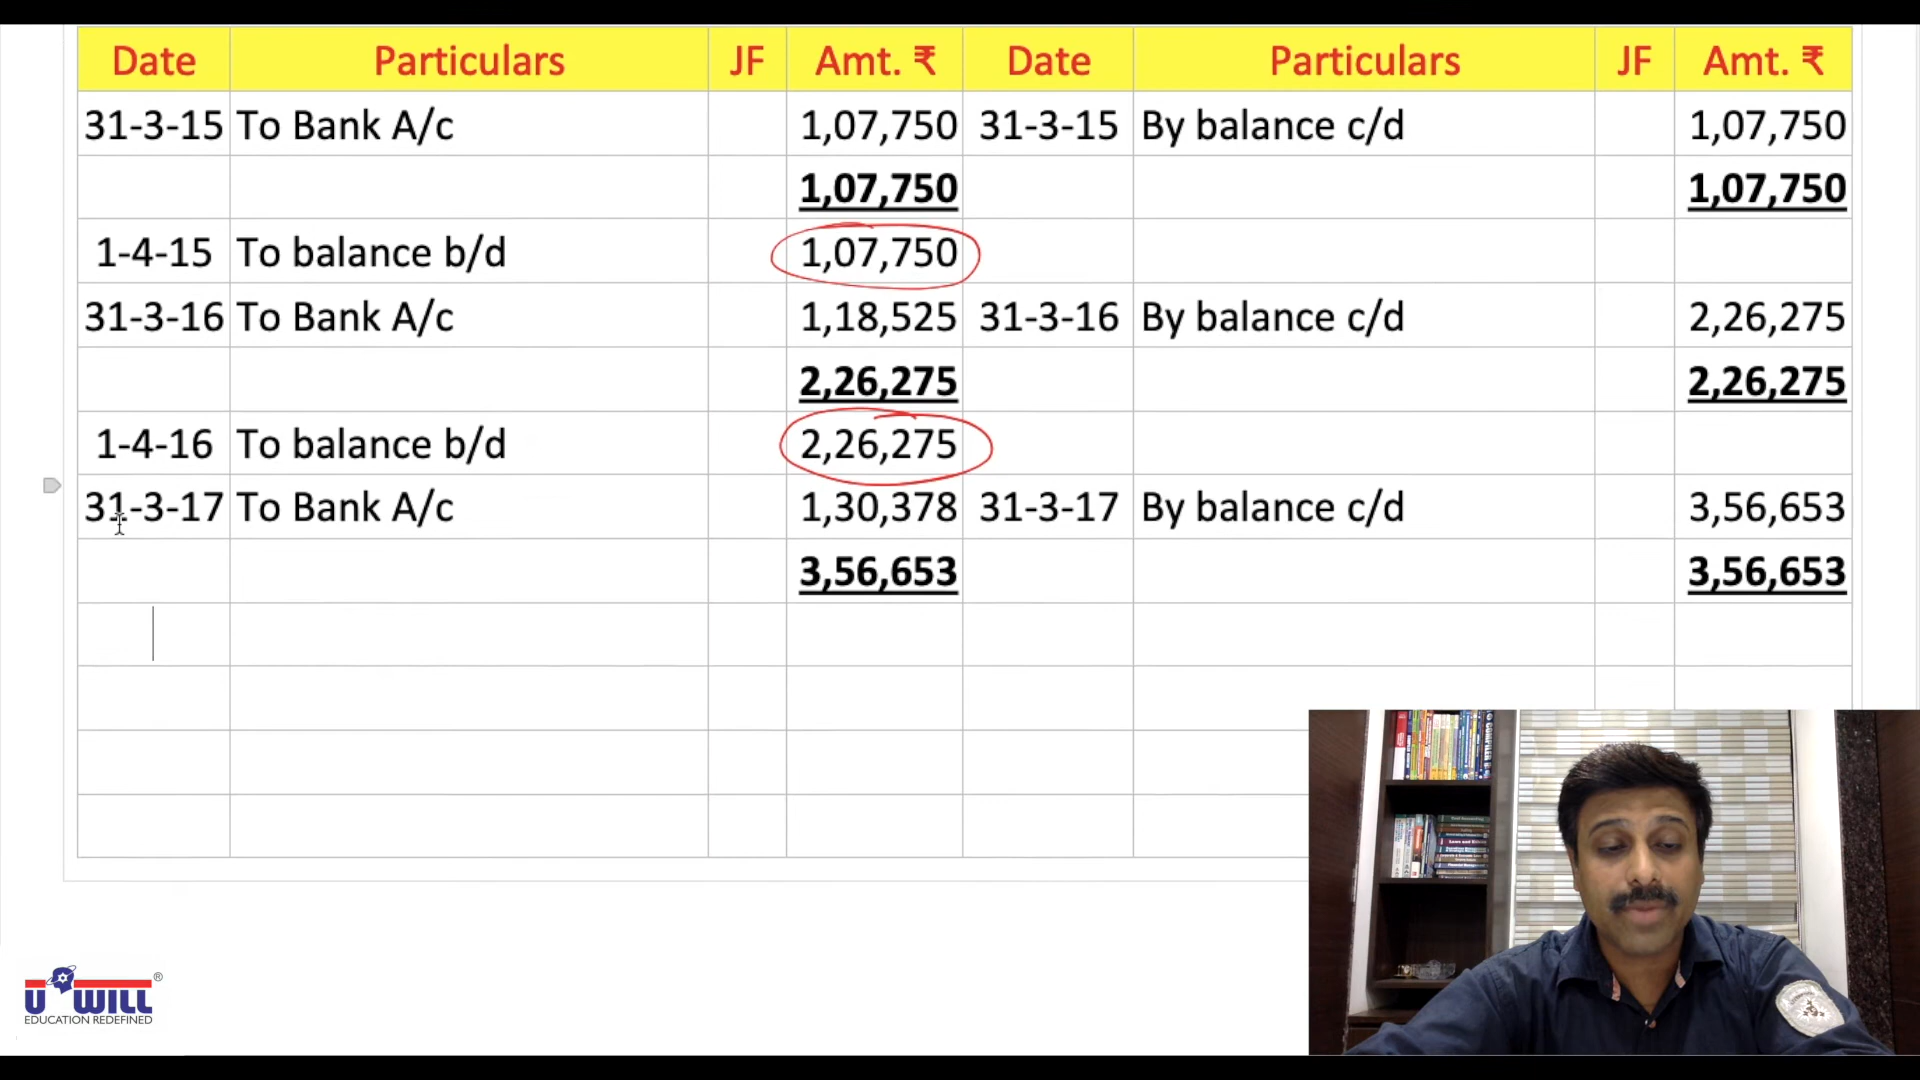 Date Particulars JF Amt. ₹ Date Particulars JF Amt. ₹
31-3-15 To Bank A/c 1,07,750 31-3-15 By balance c/d 1,07,750
1,07,750 1,07,750
1-4-15 To balance b/d 1,07,750
31-3-16 To Bank A/c 1,18,525 31-3-16 By balance c/d 2,26,275
2,26,275 2,26,275
1-4-16 To balance b/d 2,26,275
31-3-17 To Bank A/c 1,30,378 31-3-17 By balance c/d 3,56,653
3,56,653 3,56,653
U WILL ®
EDUCATION REDEFINED